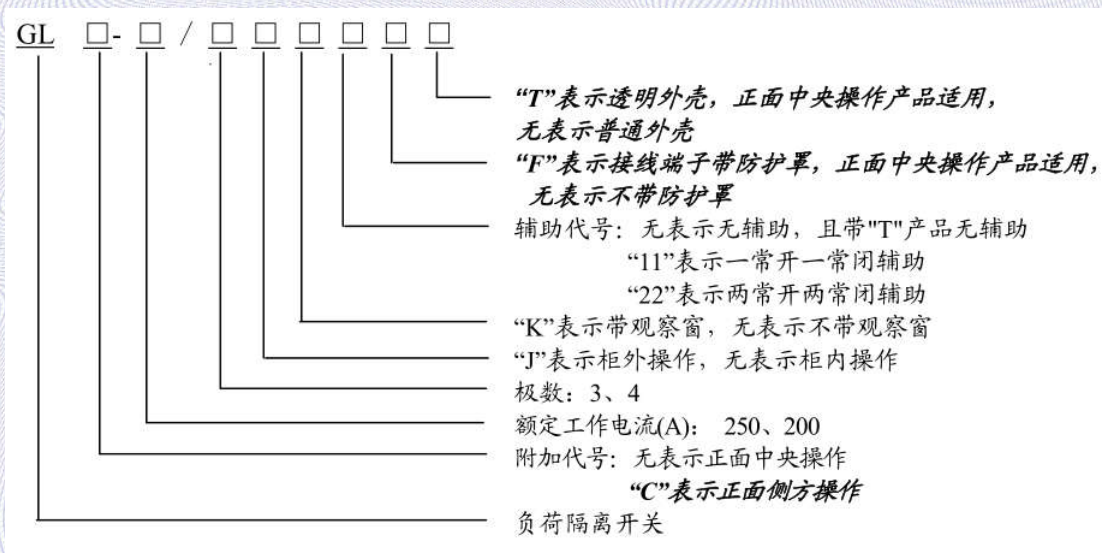 GL □-□ / □ □ □ □ □ □
“T”表示透明外壳，正面中央操作产品适用，
无表示普通外壳
“F”表示接线端子带防护罩，正面中央操作产品适用，
无表示不带防护罩
辅助代号：无表示无辅助，且带"T"产品无辅助
“11”表示一常开一常闭辅助
“22”表示两常开两常闭辅助
“K”表示带观察窗，无表示不带观察窗
“J”表示柜外操作，无表示柜内操作
极数：3、4
额定工作电流(A)： 250、200
附加代号：无表示正面中央操作
“C”表示正面侧方操作
负荷隔离开关